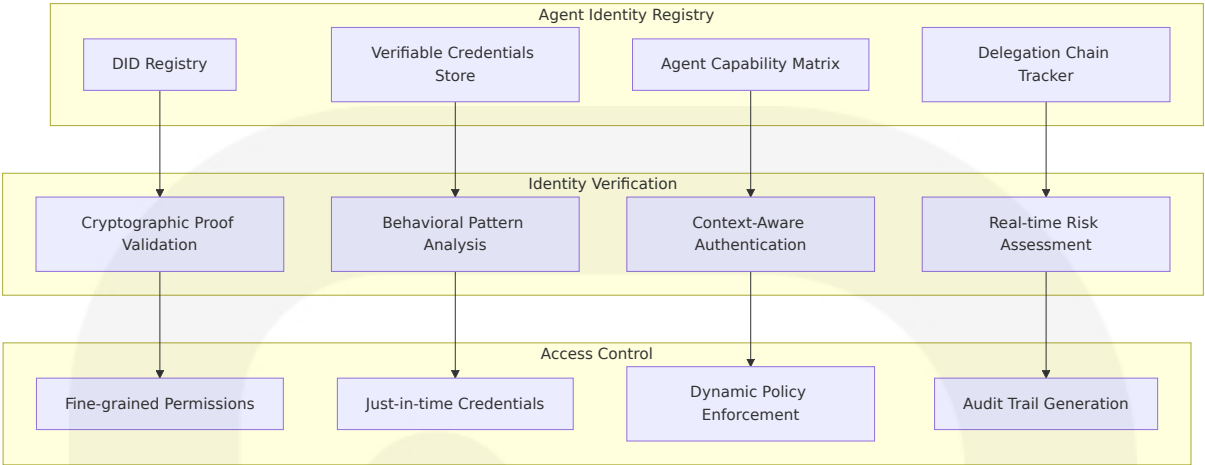 Agent Identity Registry
DID Registry
Verifiable Credentials
Store
Agent Capability Matrix
Delegation Chain
Tracker
Identity Verification
Cryptographic Proof
Validation
Behavioral Pattern
Analysis
Context-Aware
Authentication
Real-time Risk
Assessment
Access Control
Fine-grained Permissions
Just-in-time Credentials
Dynamic Policy
Enforcement
Audit Trail Generation